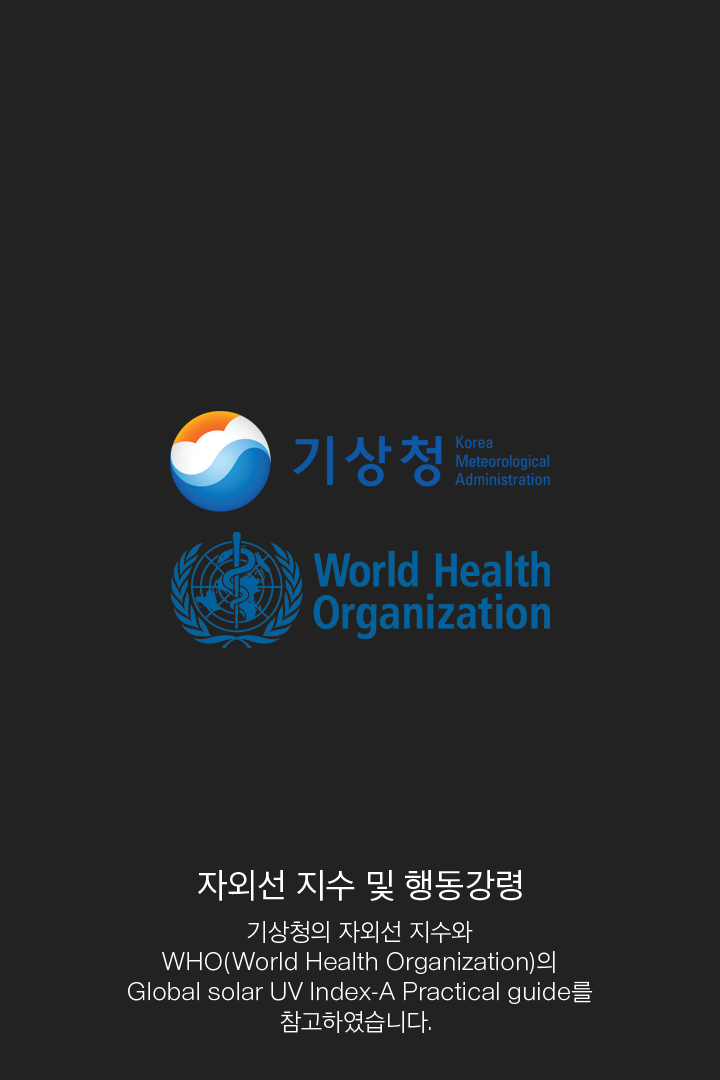 기상청
Korea
Meteorological
Administration
World Health
Organization
자외선 지수 및 행동강령
기상청의 자외선 지수와
WHO(World Health Organization)의
Global solar UV Index-A Practical guide를
참고하였습니다.